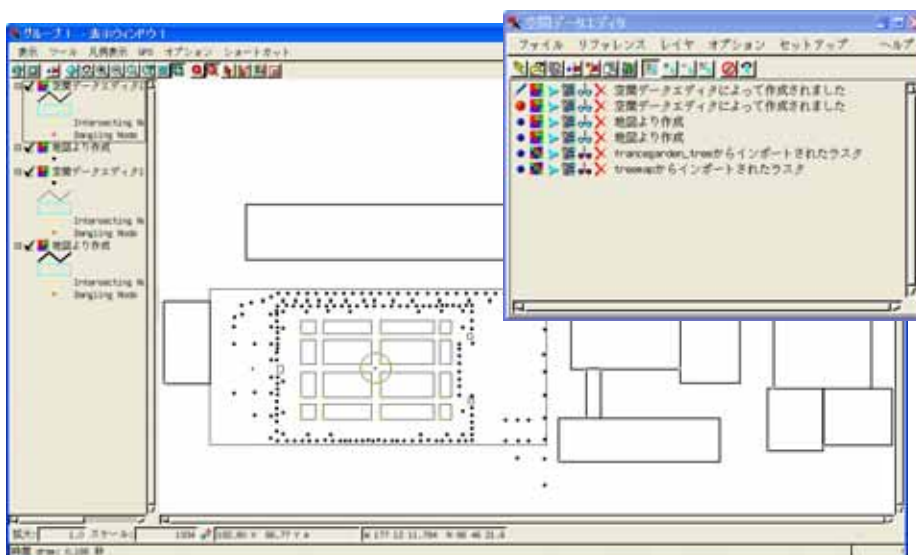 グループ1 - 表示ウィンドウ1
表示 ツール 凡例表示 GPS オプション ショートカット
空間データエディタに
Intersecting N
Dangling Node
地図より作成
空間データエディタに
Intersecting N
Dangling Node
地図より作成
Intersecting N
Dangling Node
拡大: 1.0 スケール: 1934
時間
空間データエディタ
ファイル リファレンス レイヤ オプション セットアップ ヘルプ
空間データエディタによって作成されました
空間データエディタによって作成されました
地図より作成
地図より作成
francegarden_treeからインポートされたラスタ
treemapからインポートされたラスタ